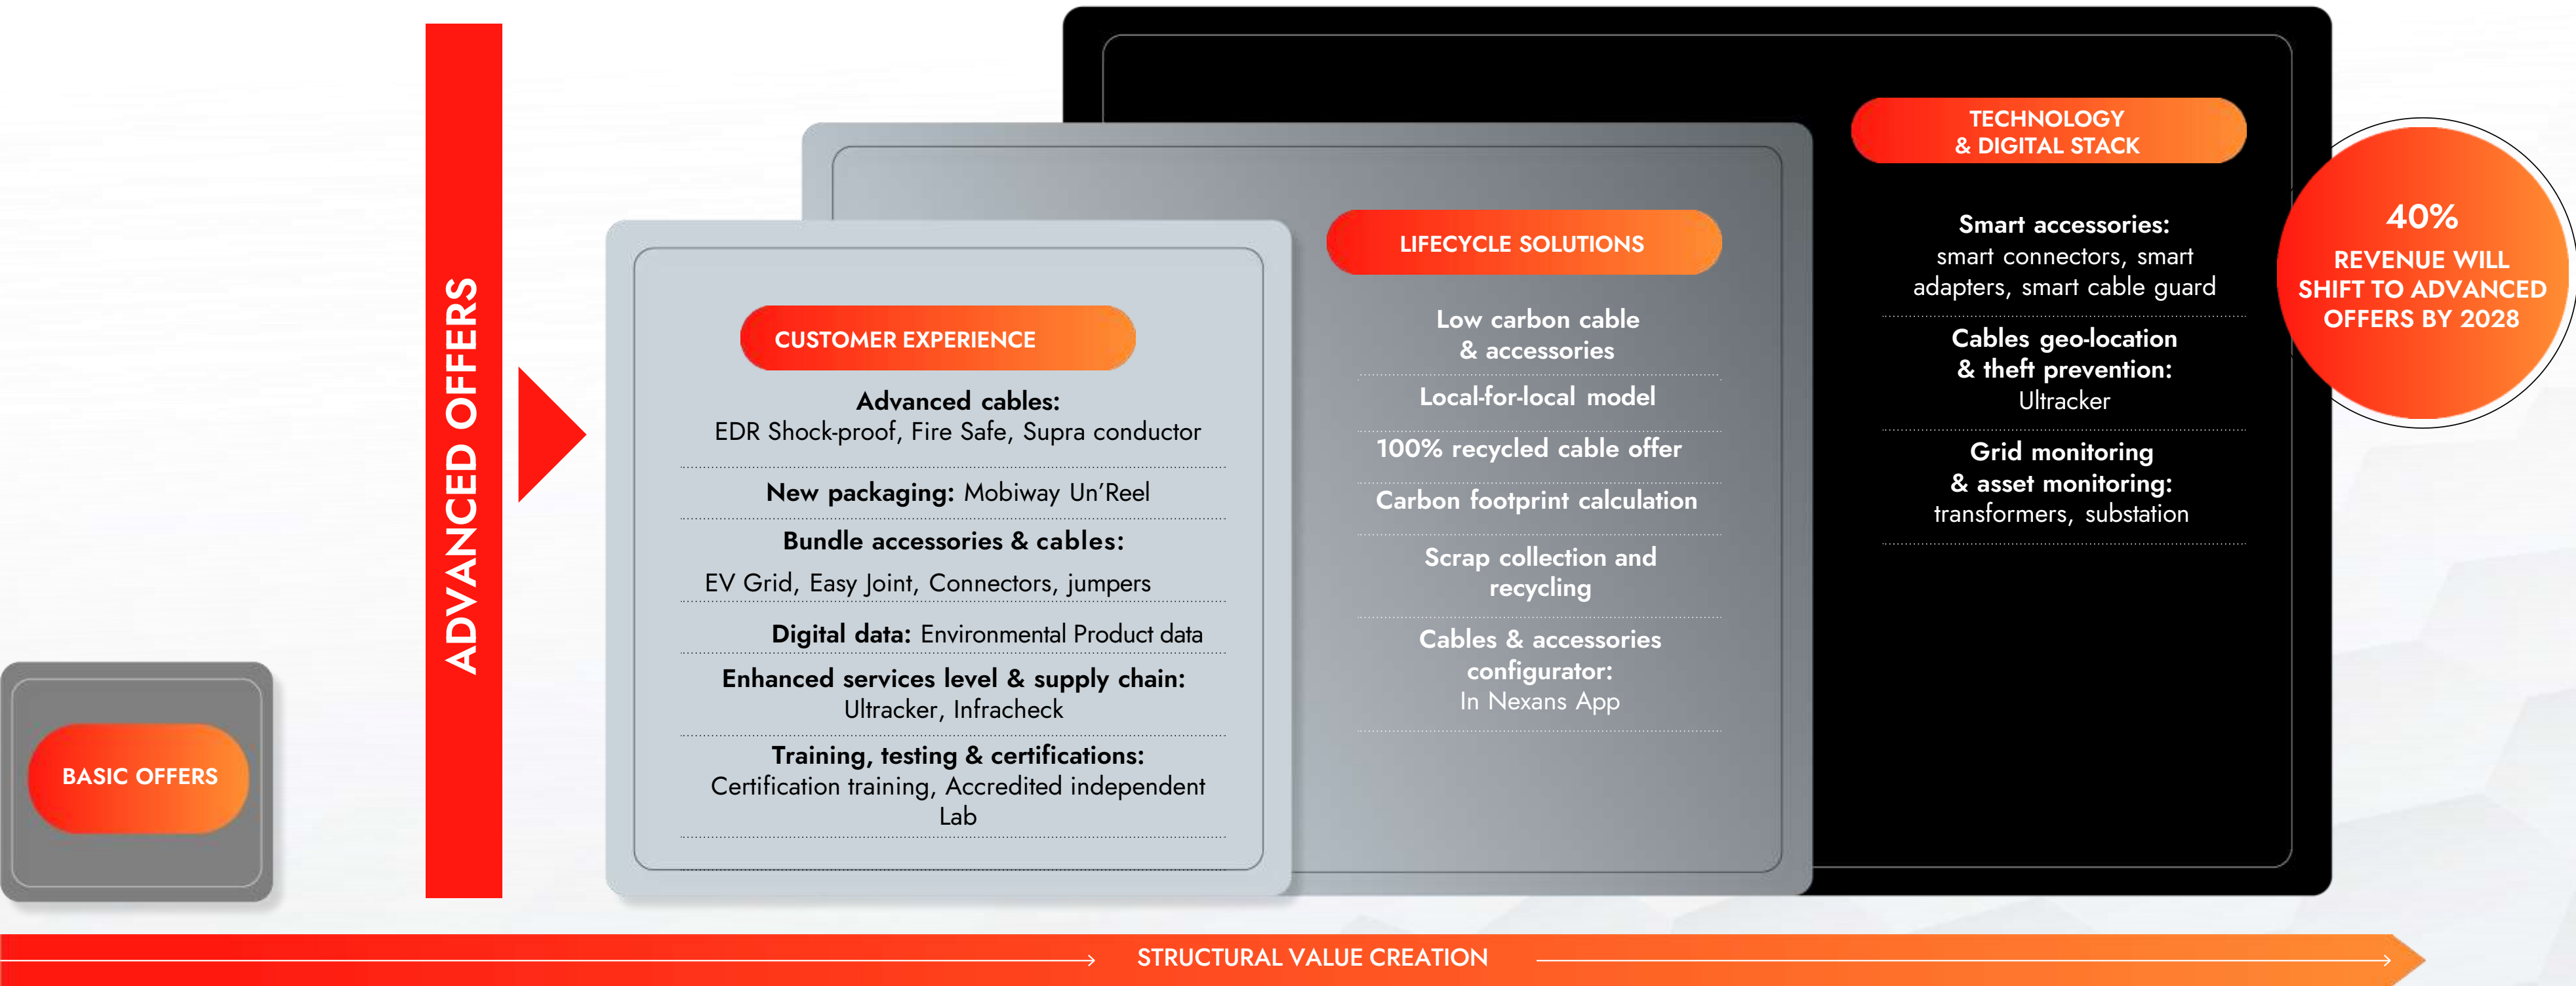 BASIC OFFERS
ADVANCED OFFERS
CUSTOMER EXPERIENCE
Advanced cables:
EDR Shock-proof, Fire Safe, Supra conductor
New packaging: Mobiway Un’Reel
Bundle accessories & cables:
EV Grid, Easy Joint, Connectors, jumpers
Digital data: Environmental Product data
Enhanced services level & supply chain:
Ultracker, Infracheck
Training, testing & certifications:
Certification training, Accredited independent
Lab
LIFECYCLE SOLUTIONS
Low carbon cable
& accessories
Local-for-local model
100% recycled cable offer
Carbon footprint calculation
Scrap collection and
recycling
Cables & accessories
configurator:
In Nexans App
TECHNOLOGY
& DIGITAL STACK
Smart accessories:
smart connectors, smart
adapters, smart cable guard
Cables geo-location
& theft prevention:
Ultracker
Grid monitoring
& asset monitoring:
transformers, substation
40%
REVENUE WILL
SHIFT TO ADVANCED
OFFERS BY 2028
STRUCTURAL VALUE CREATION